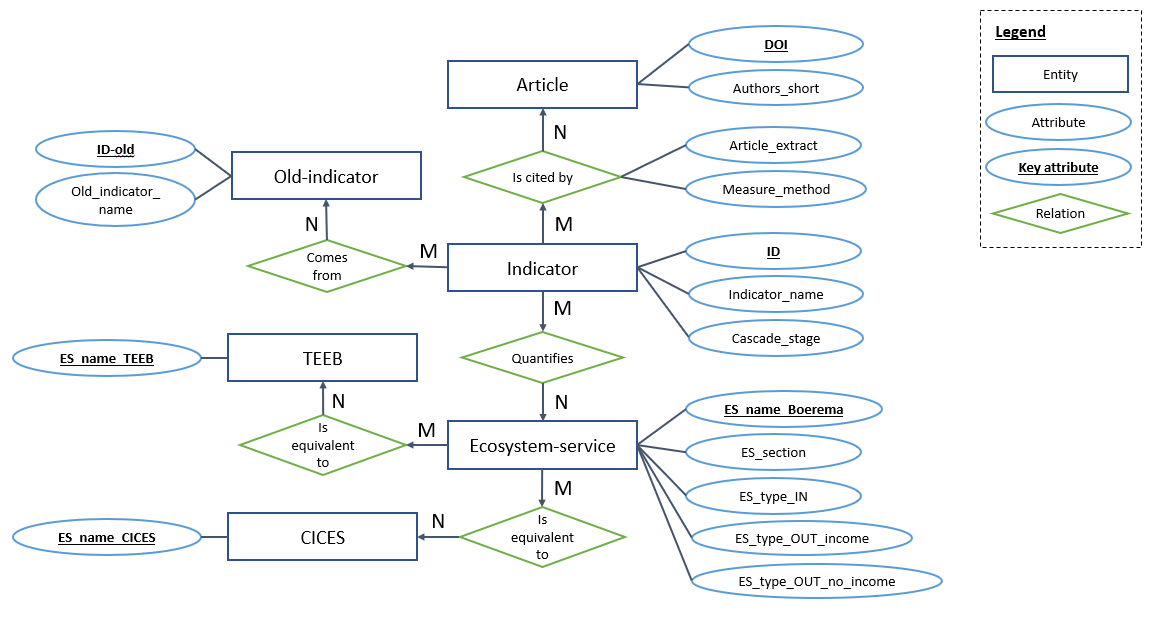 Legend
Entity
Attribute
Key attribute
Relation
Article
DOI
Authors_short
N
Is cited by
Article_extract
Measure_method
M
ID-old
Old_indicator_
name
Old-indicator
N
Comes
from
M
Indicator
ID
Indicator_name
Cascade_stage
M
Quantifies
N
ES_name_TEEB
TEEB
N
Is
equivalent
to
M
Ecosystem-service
ES_name_Boerema
ES_section
ES_type_IN
ES_type_OUT_income
ES_type_OUT_no_income
M
Is
equivalent
to
N
CICES
ES_name_CICES